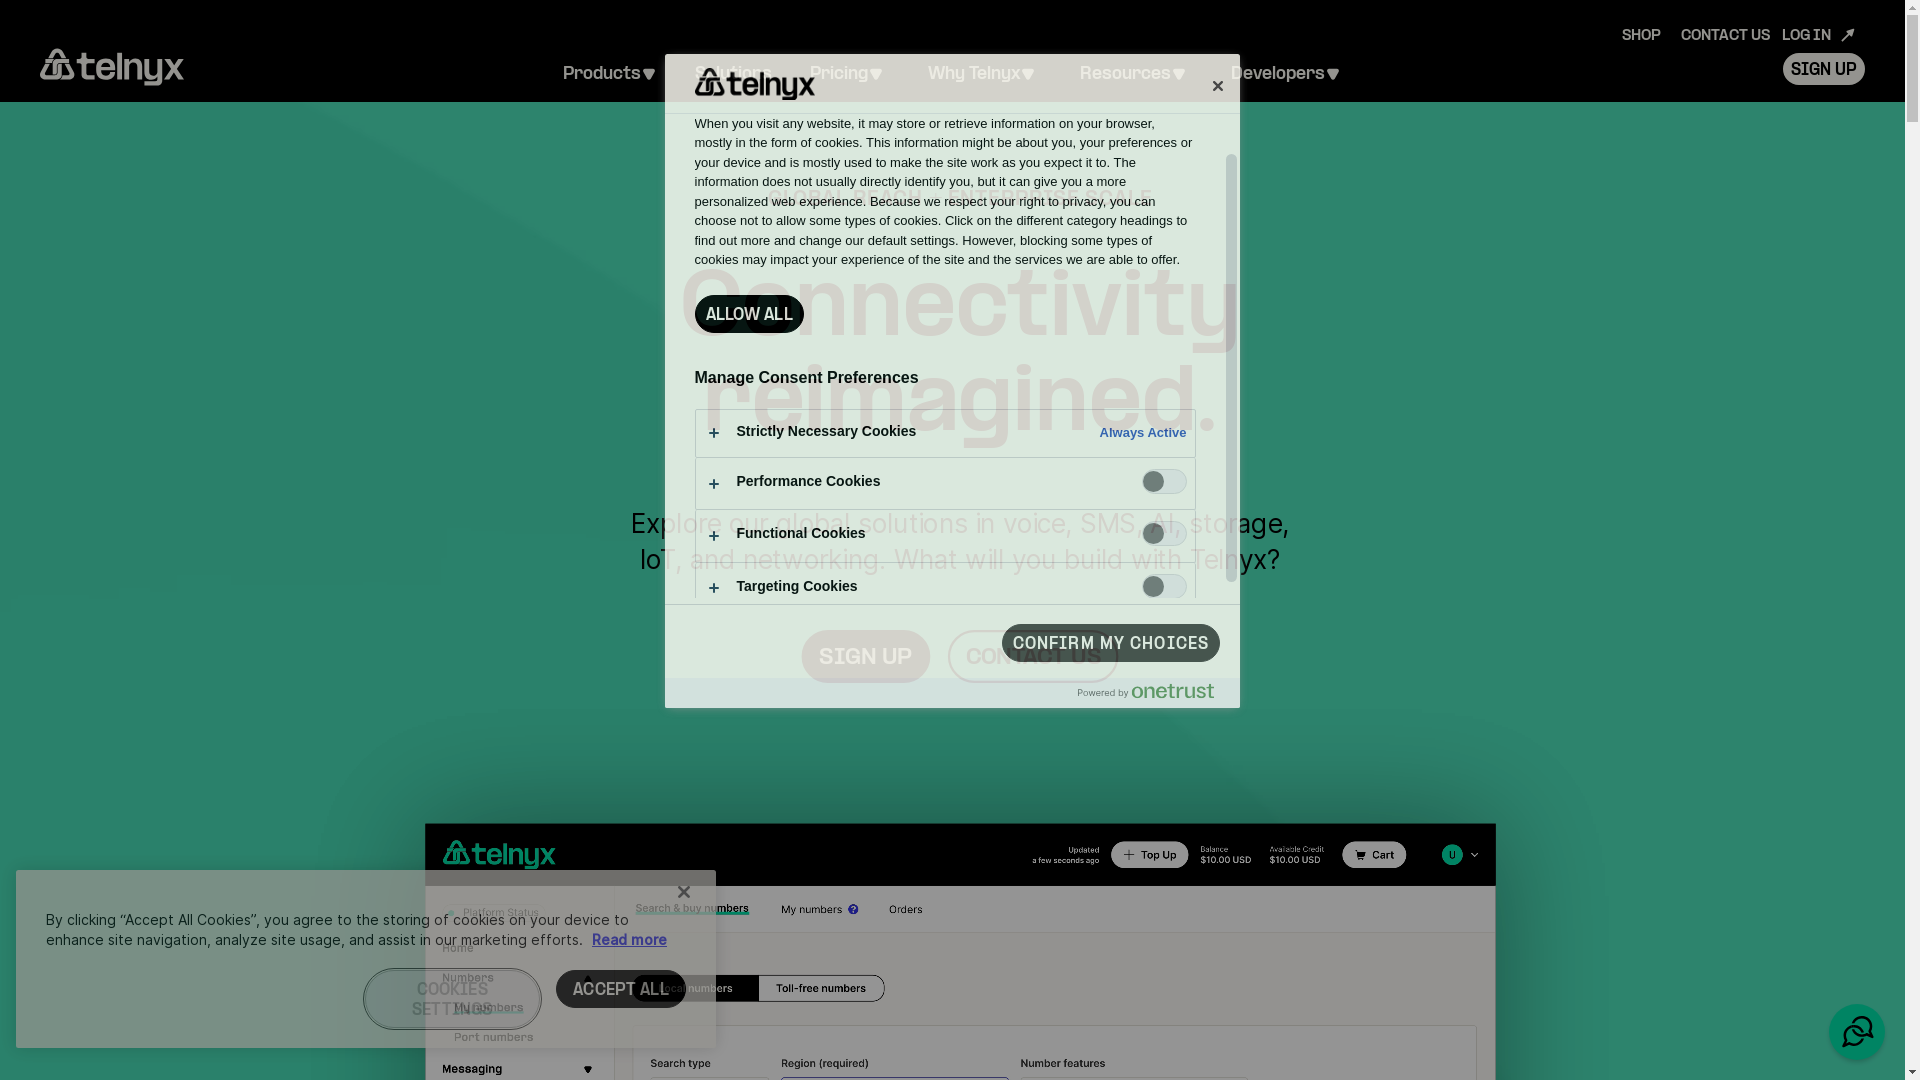 SHOP CONTACT US LOG IN
telnyx
Products Solutions Pricing Why Telnyx Resources Developers
SIGN UP
telnyx
When you visit any website, it may store or retrieve information on your browser,
mostly in the form of cookies. This information might be about you, your preferences or
your device and is mostly used to make the site work as you expect it to. The
information does not usually directly identify you, but it can give you a more
personalized web experience. Because we respect your right to privacy, you can
choose not to allow some types of cookies. Click on the different category headings to
find out more and change our default settings. However, blocking some types of
cookies may impact your experience of the site and the services we are able to offer.
GLOBAL REACH ENTERPRISE SCALE
Connectivity
reimagined.
ALLOW ALL
Manage Consent Preferences
Strictly Necessary Cookies
Always Active
Performance Cookies
Functional Cookies
Targeting Cookies
Explore our global solutions in voice, SMS, AI, storage,
IoT, and networking. What will you build with Telnyx?
SIGN UP
CONTACT US
CONFIRM MY CHOICES
Powered by onetrust
telnyx
Updated
a few seconds ago
Top Up
Balance
$10.00 USD
Available Credit
$10.00 USD
Cart
U
Platform Status
Search & buy numbers
My numbers ?
Orders
Home
Numbers
My numbers
Port numbers
Messaging
Local numbers
Toll-free numbers
Search type
Region (required)
Number features
By clicking “Accept All Cookies”, you agree to the storing of cookies on your device to
enhance site navigation, analyze site usage, and assist in our marketing efforts. Read more
COOKIES
SETTINGS
ACCEPT ALL